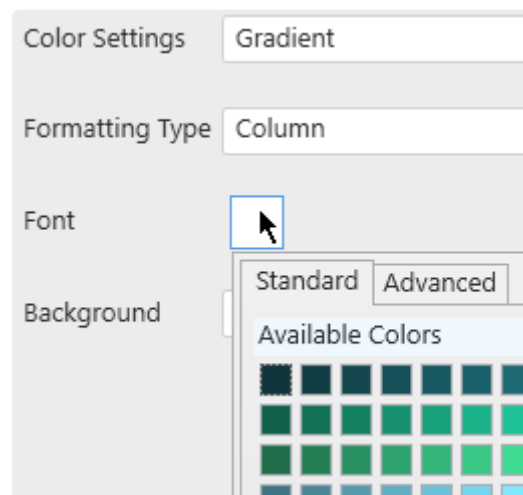 Color Settings Gradient
Formatting Type Column
Font
Standard Advanced
Background
Available Colors